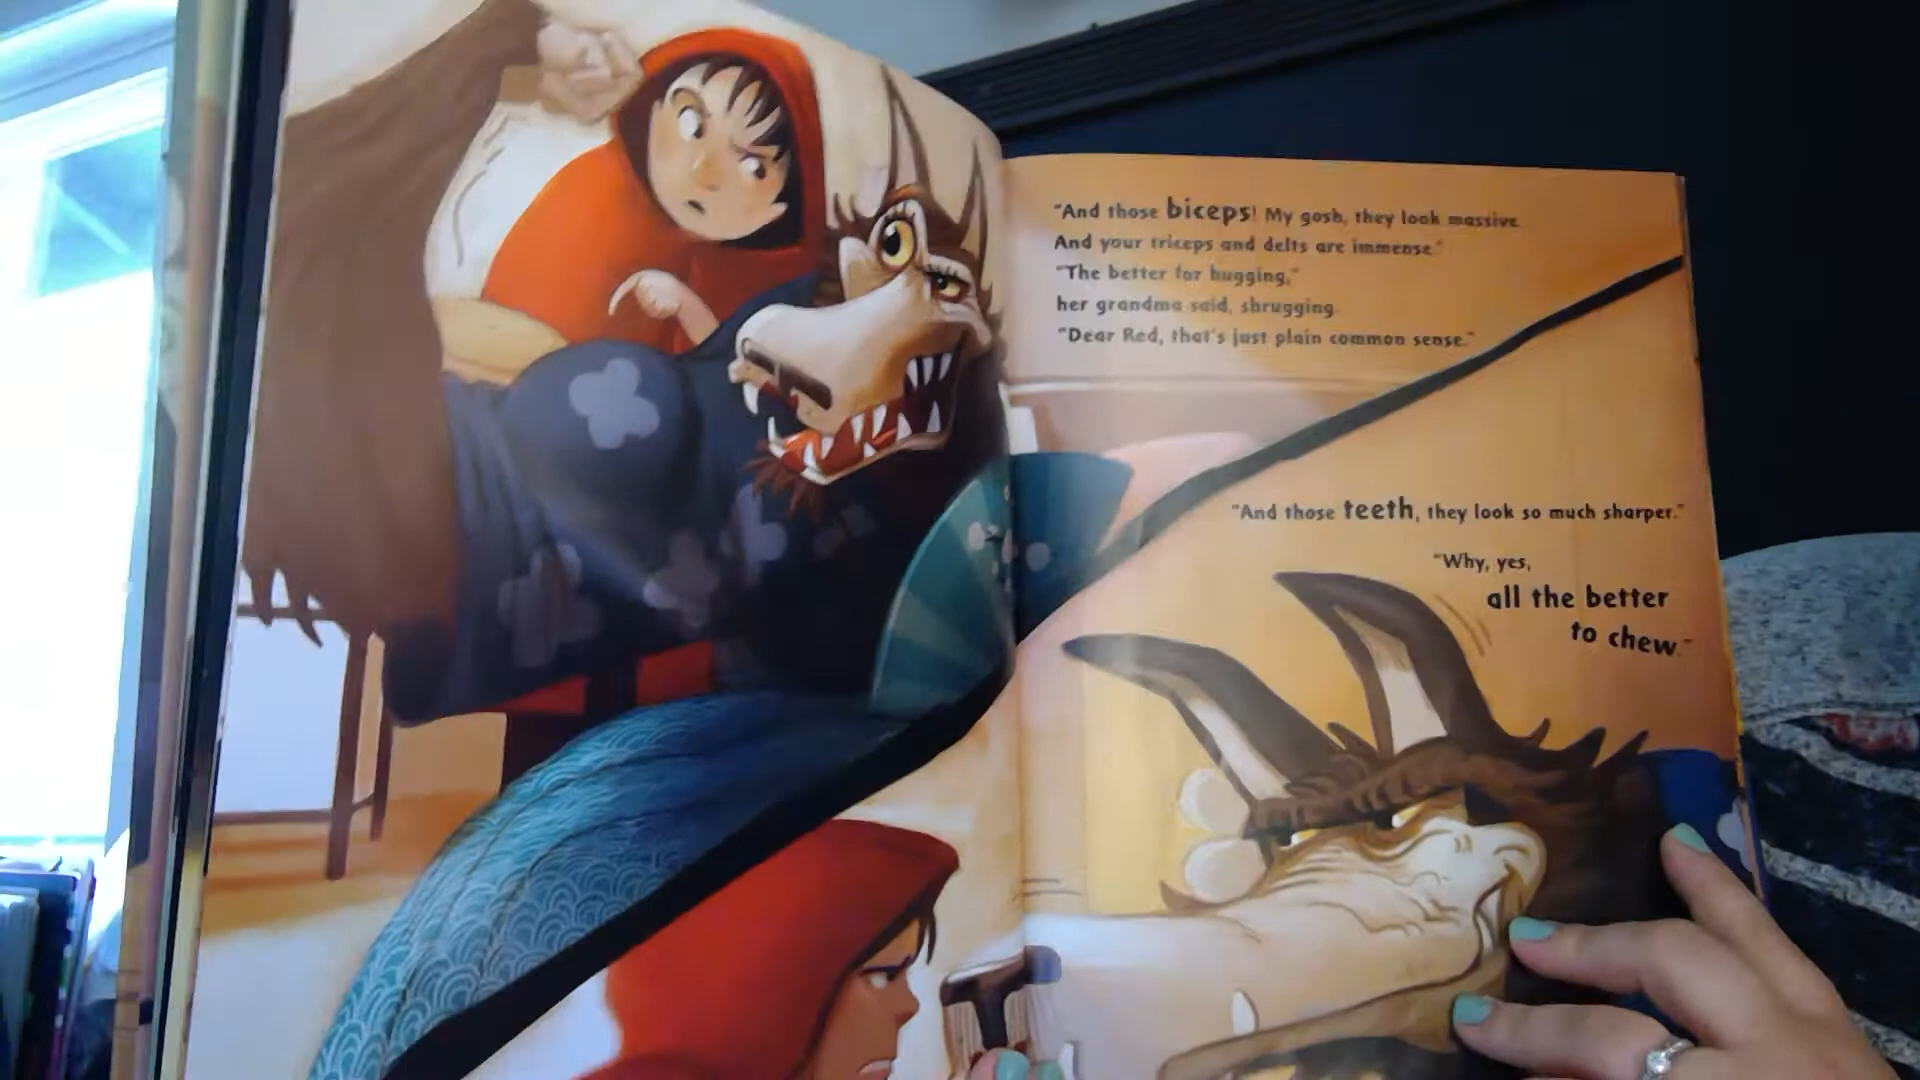 "And those biceps! My gosh, they look massive.
And your triceps and delts are immense."
"The better for hugging,"
her grandma said, shrugging.
"Dear Red, that's just plain common sense."
"And those teeth, they look so much sharper."
"Why, yes,
all the better
to chew."